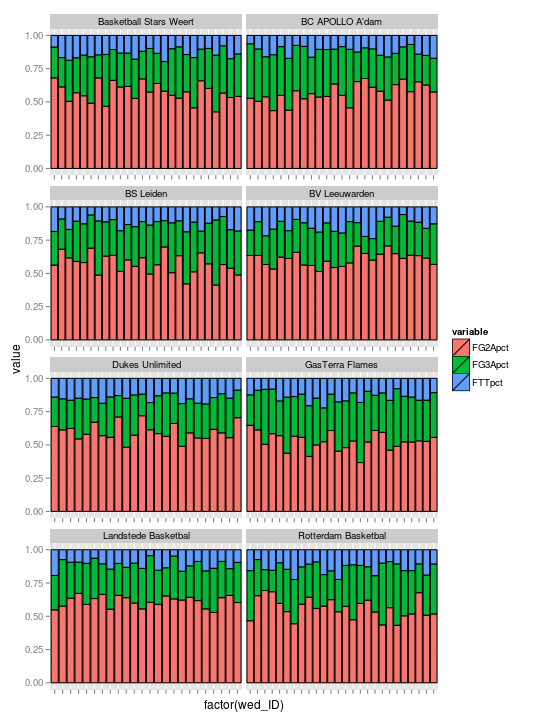 Basketball Stars Weert
BC APOLLO A'dam
1.00
0.75
0.50
0.25
0.00
BS Leiden
BV Leeuwarden
1.00
0.75
0.50
0.25
0.00
Dukes Unlimited
GasTerra Flames
1.00
0.75
0.50
0.25
0.00
Landstede Basketbal
Rotterdam Basketbal
1.00
0.75
0.50
0.25
0.00
value
factor(wed_ID)
variable
FG2Apct
FG3Apct
FTTpct